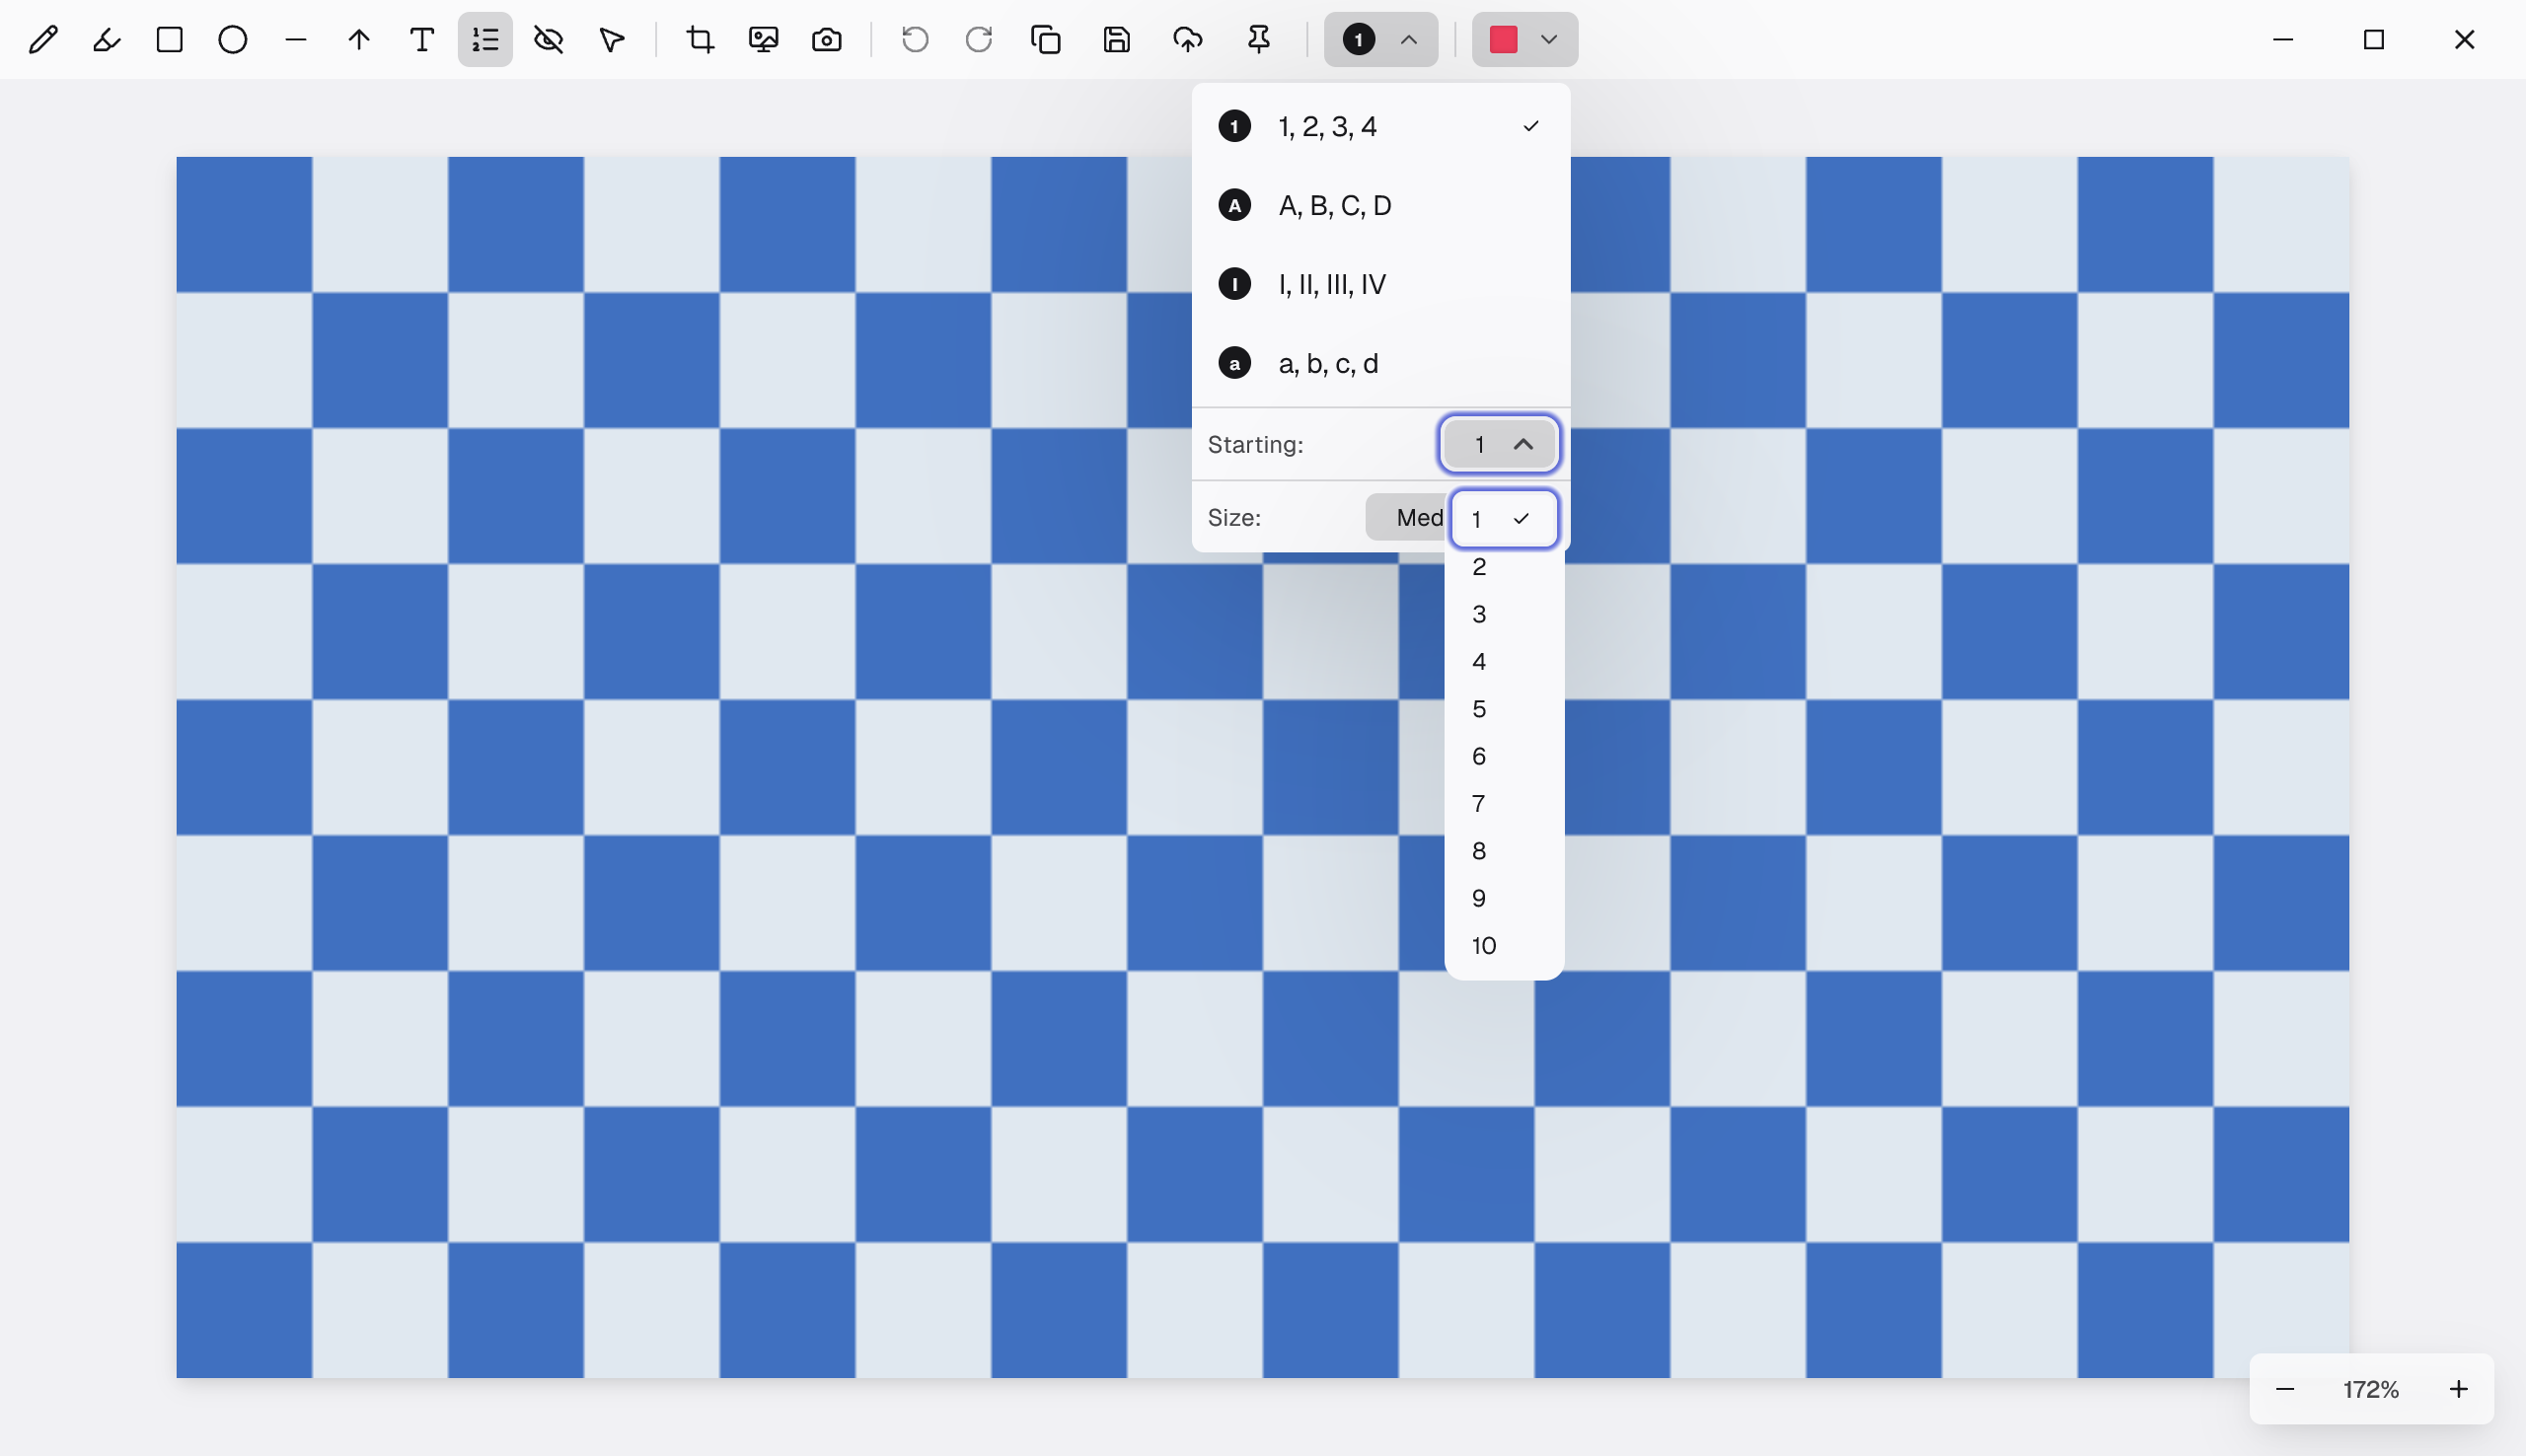 1
1 1, 2, 3, 4
A A, B, C, D
I I, II, III, IV
a a, b, c, d
Starting: 1
Size: Med
1
2
3
4
5
6
7
8
9
10
172%